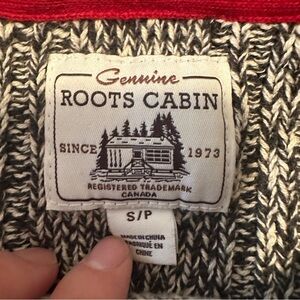 Genuine
ROOTS CABIN
SINCE 1973
REGISTERED TRADEMARK
CANADA
S/P
MADE IN CHINA
FABRIQUÉ EN
CHINE